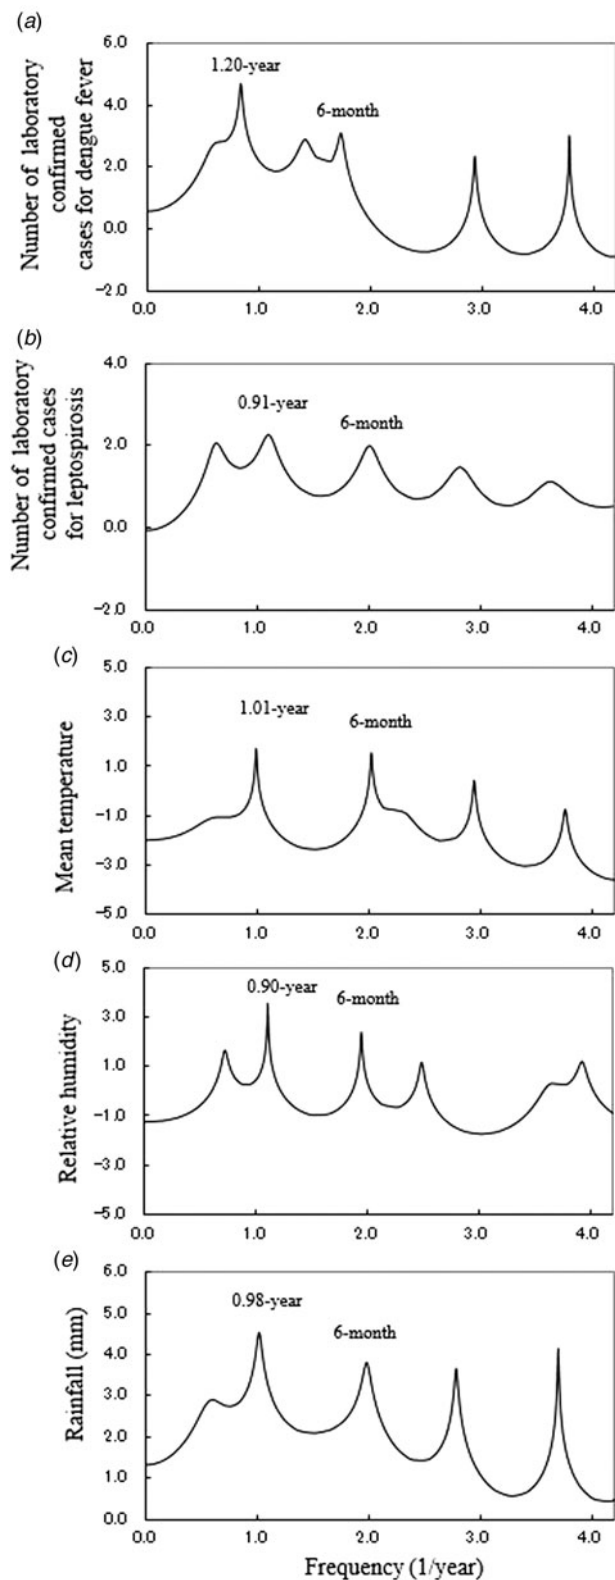 (a)
Number of laboratory
confirmed
cases for dengue fever
6.0
4.0
2.0
0.0
−2.0
1.20-year
6-month
0.0 1.0 2.0 3.0 4.0
(b)
Number of laboratory
confirmed cases
for leptospirosis
4.0
2.0
0.0
−2.0
0.91-year
6-month
0.0 1.0 2.0 3.0 4.0
(c)
Mean temperature
5.0
3.0
1.0
−1.0
−3.0
−5.0
1.01-year
6-month
0.0 1.0 2.0 3.0 4.0
(d)
Relative humidity
5.0
3.0
1.0
−1.0
−3.0
−5.0
0.90-year
6-month
0.0 1.0 2.0 3.0 4.0
(e)
Rainfall (mm)
6.0
5.0
4.0
3.0
2.0
1.0
0.0
0.98-year
6-month
0.0 1.0 2.0 3.0 4.0
Frequency (1/year)